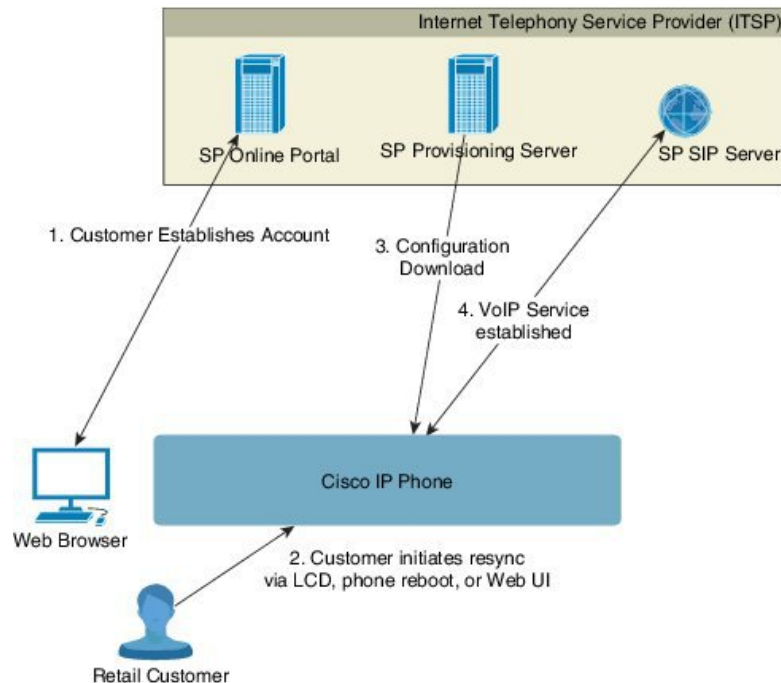 Internet Telephony Service Provider (ITSP)
SP Online Portal
SP Provisioning Server
SP SIP Server
1. Customer Establishes Account
3. Configuration
Download
4. VoIP Service
established
Cisco IP Phone
Web Browser
2. Customer initiates resync
via LCD, phone reboot, or Web UI
Retail Customer